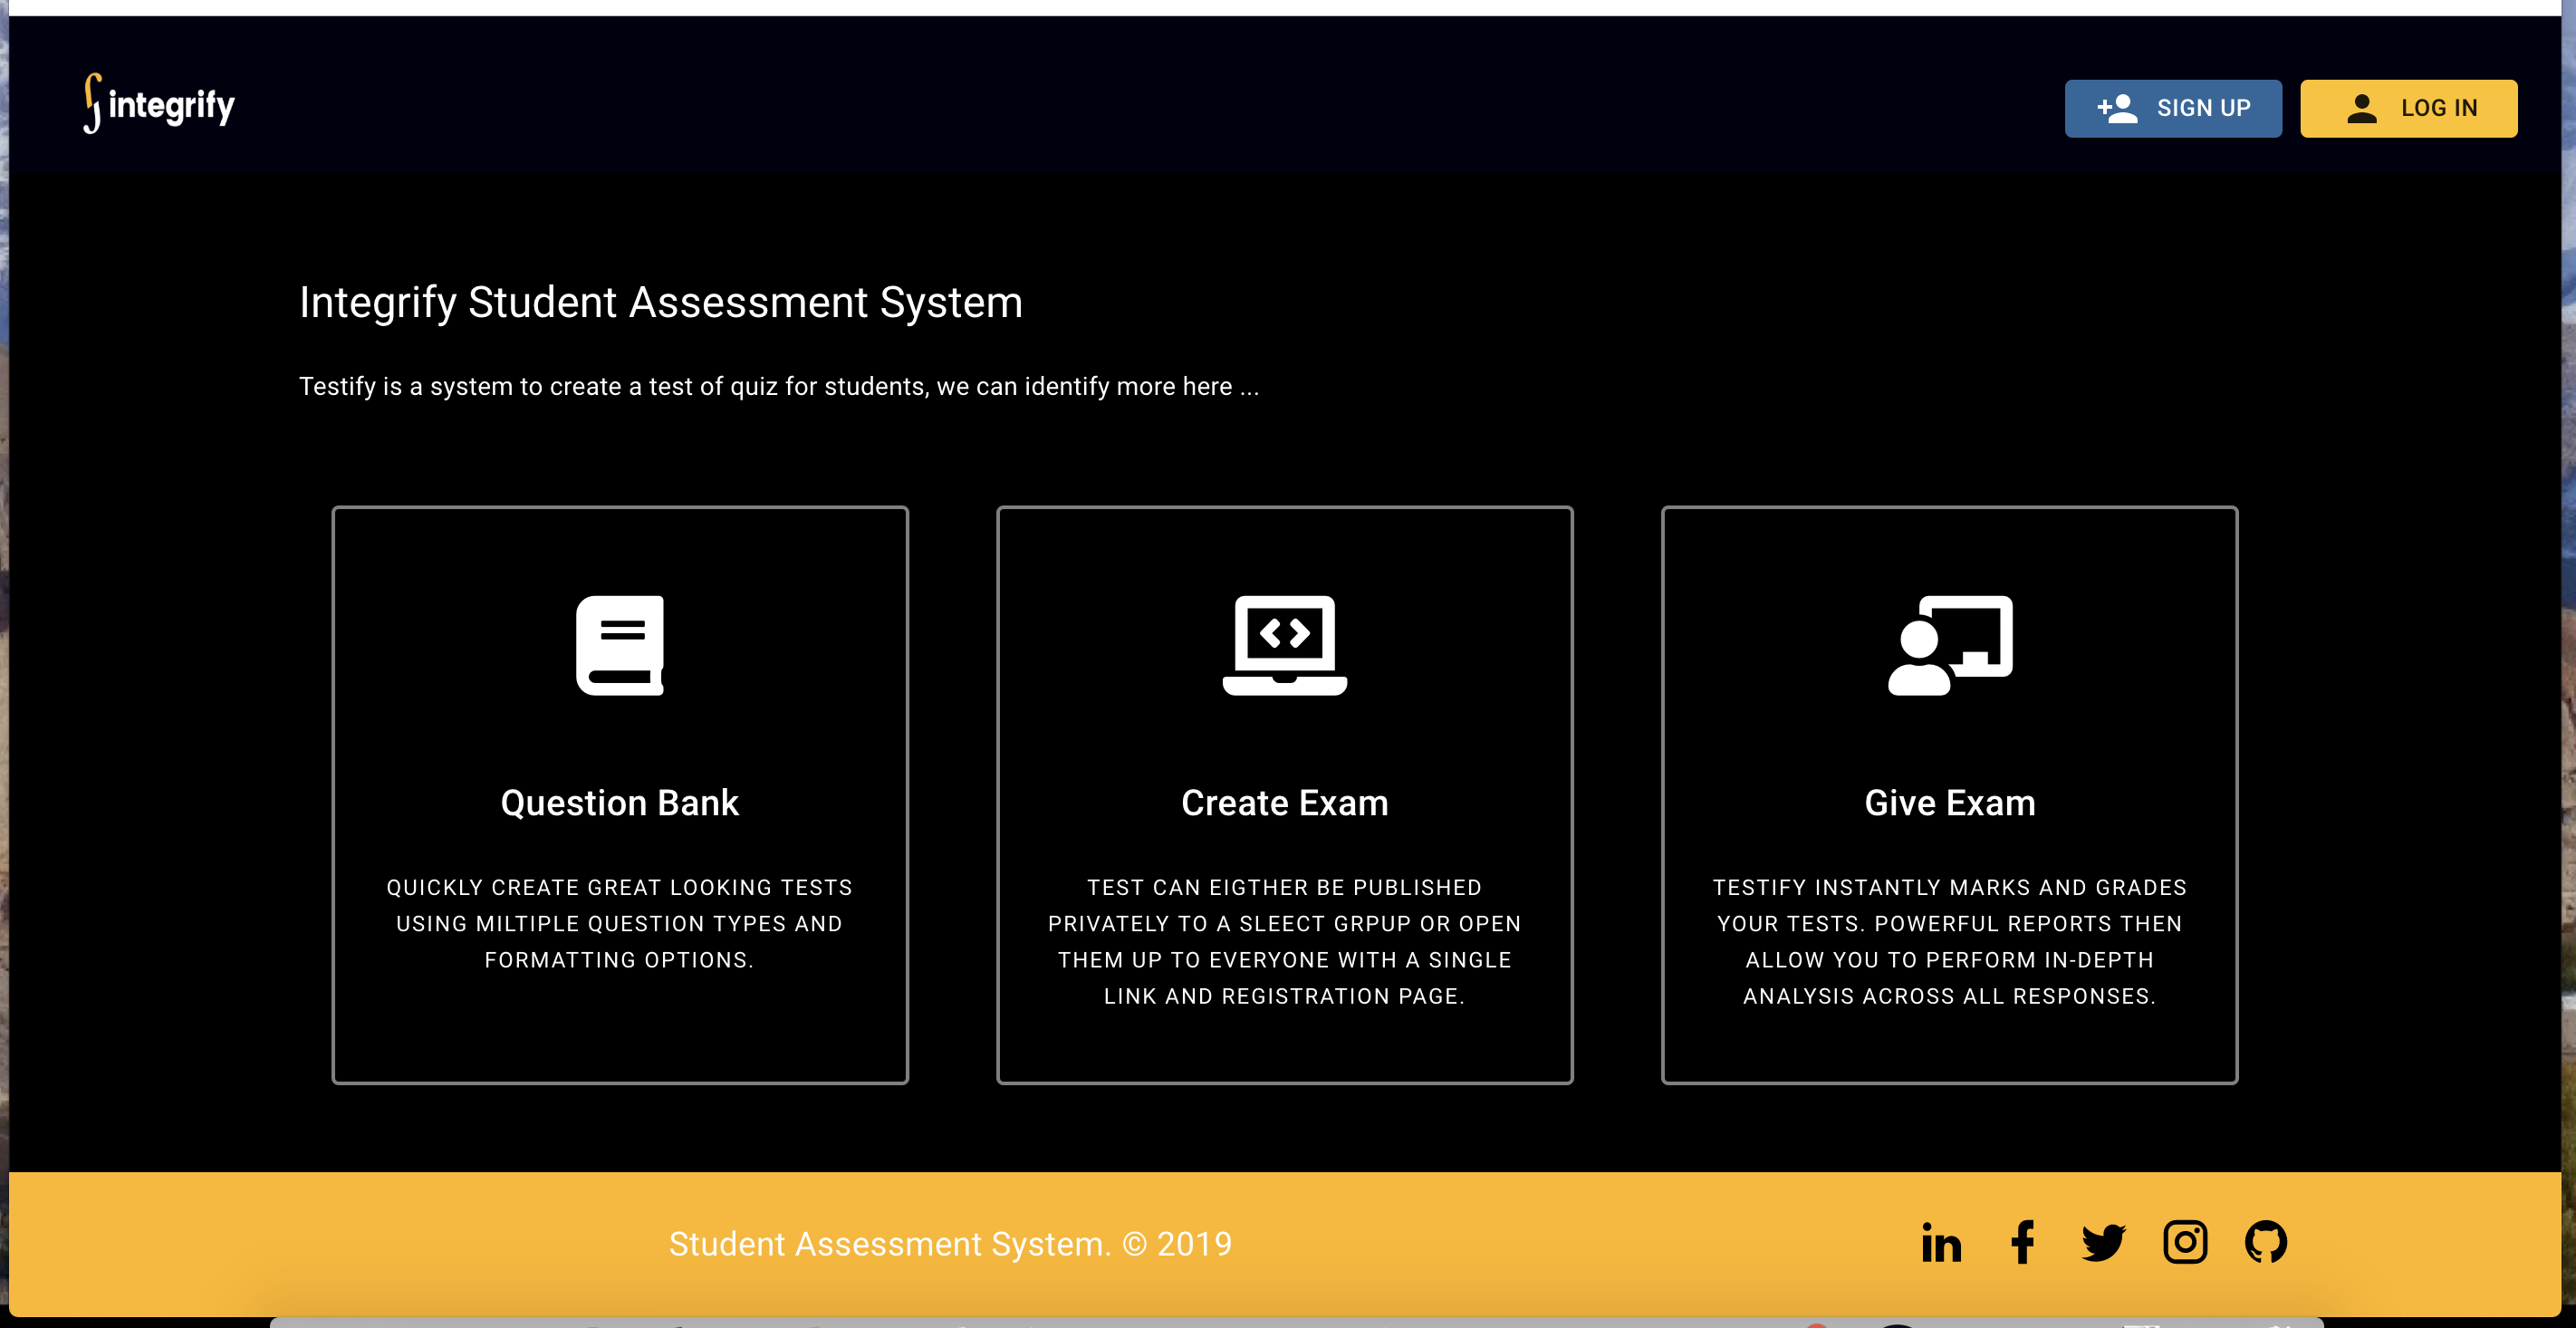 integrify
SIGN UP
LOG IN
Integrify Student Assessment System
Testify is a system to create a test of quiz for students, we can identify more here ...
Question Bank
QUICKLY CREATE GREAT LOOKING TESTS
USING MILTIPLE QUESTION TYPES AND
FORMATTING OPTIONS.
Create Exam
TEST CAN EIGTHER BE PUBLISHED
PRIVATELY TO A SLEECT GRPUP OR OPEN
THEM UP TO EVERYONE WITH A SINGLE
LINK AND REGISTRATION PAGE.
Give Exam
TESTIFY INSTANTLY MARKS AND GRADES
YOUR TESTS. POWERFUL REPORTS THEN
ALLOW YOU TO PERFORM IN-DEPTH
ANALYSIS ACROSS ALL RESPONSES.
Student Assessment System. © 2019